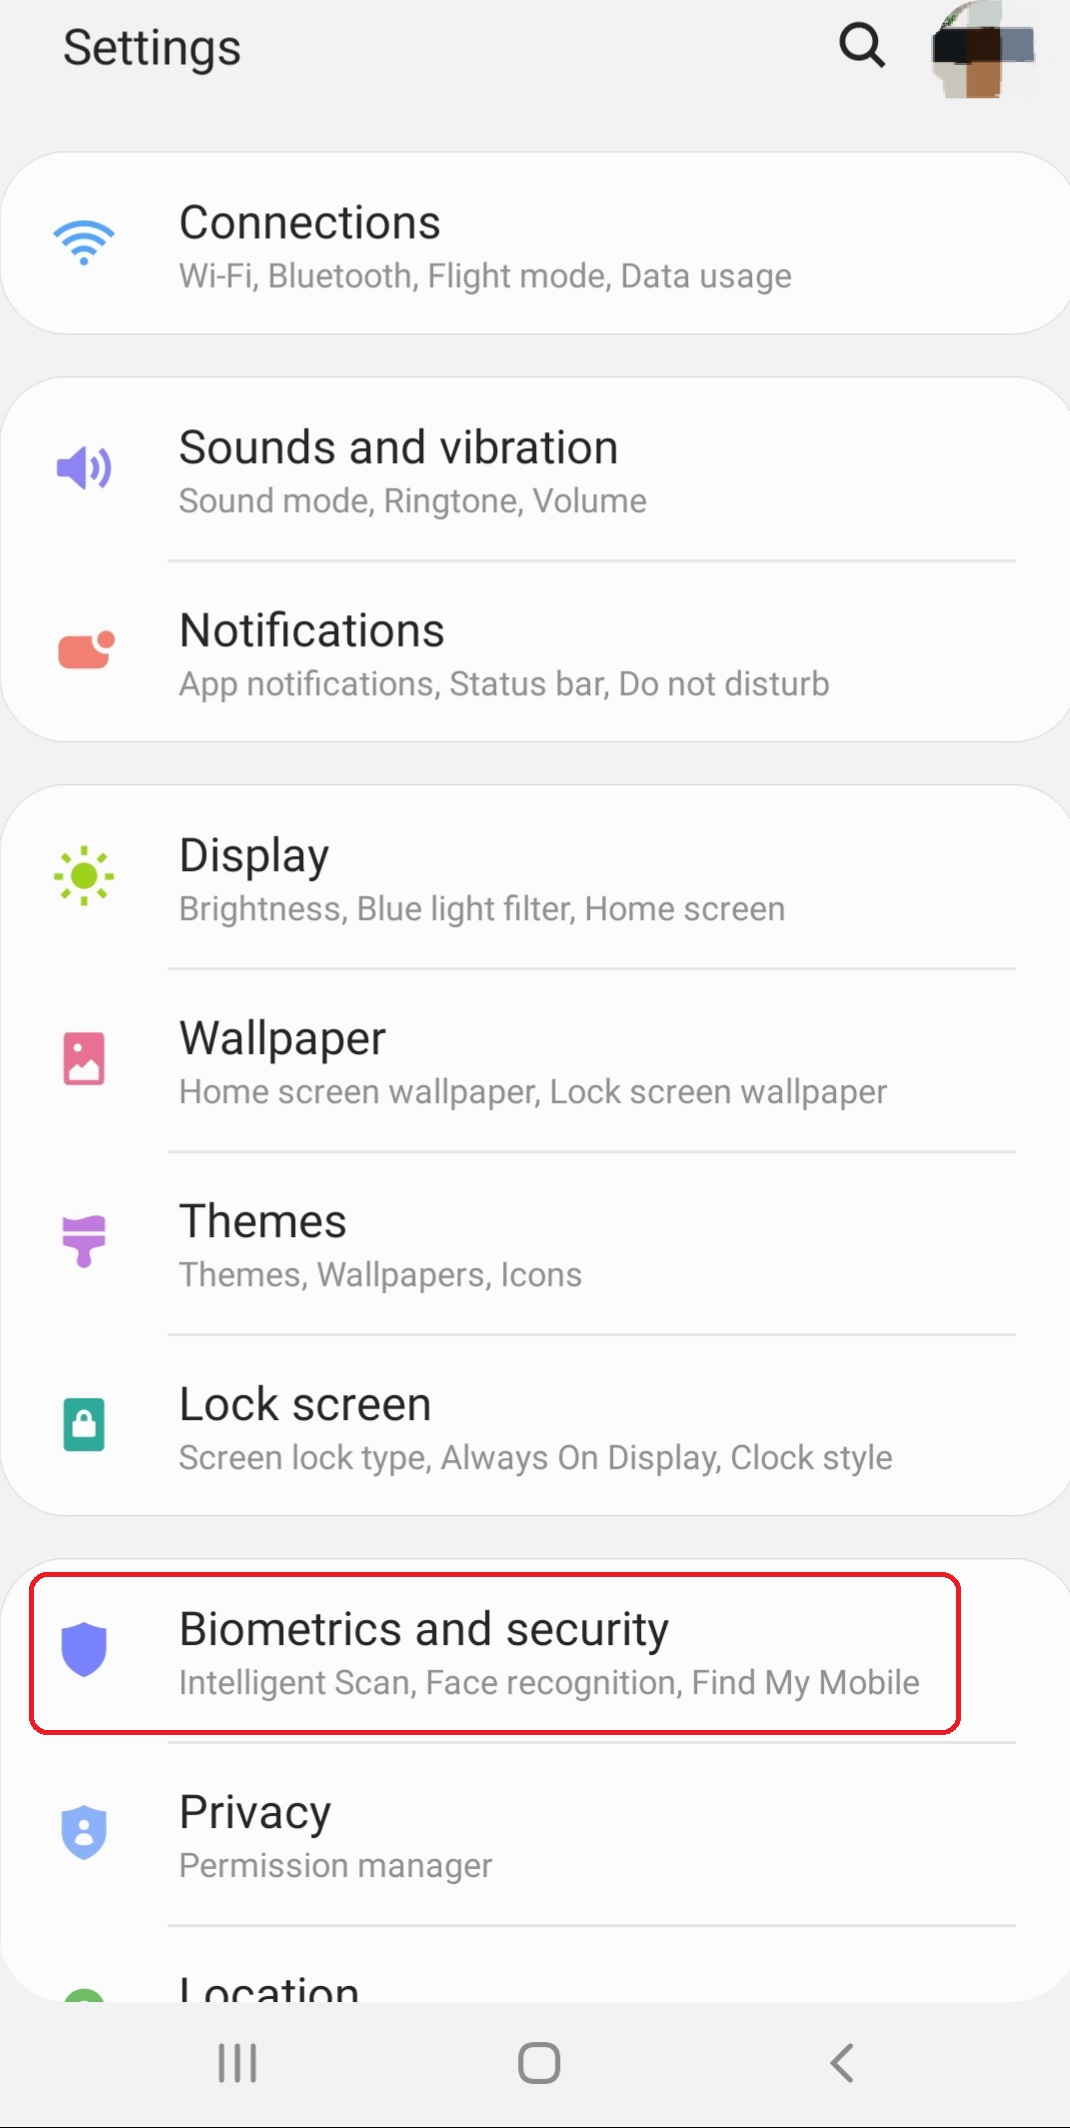 Settings
Connections
Wi-Fi, Bluetooth, Flight mode, Data usage
Sounds and vibration
Sound mode, Ringtone, Volume
Notifications
App notifications, Status bar, Do not disturb
Display
Brightness, Blue light filter, Home screen
Wallpaper
Home screen wallpaper, Lock screen wallpaper
Themes
Themes, Wallpapers, Icons
Lock screen
Screen lock type, Always On Display, Clock style
Biometrics and security
Intelligent Scan, Face recognition, Find My Mobile
Privacy
Permission manager
Location